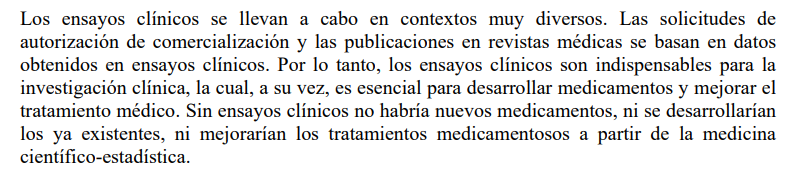 Los ensayos clínicos se llevan a cabo en contextos muy diversos. Las solicitudes de
autorización de comercialización y las publicaciones en revistas médicas se basan en datos
obtenidos en ensayos clínicos. Por lo tanto, los ensayos clínicos son indispensables para la
investigación clínica, la cual, a su vez, es esencial para desarrollar medicamentos y mejorar el
tratamiento médico. Sin ensayos clínicos no habría nuevos medicamentos, ni se desarrollarían
los ya existentes, ni mejorarían los tratamientos medicamentosos a partir de la medicina
científico-estadística.